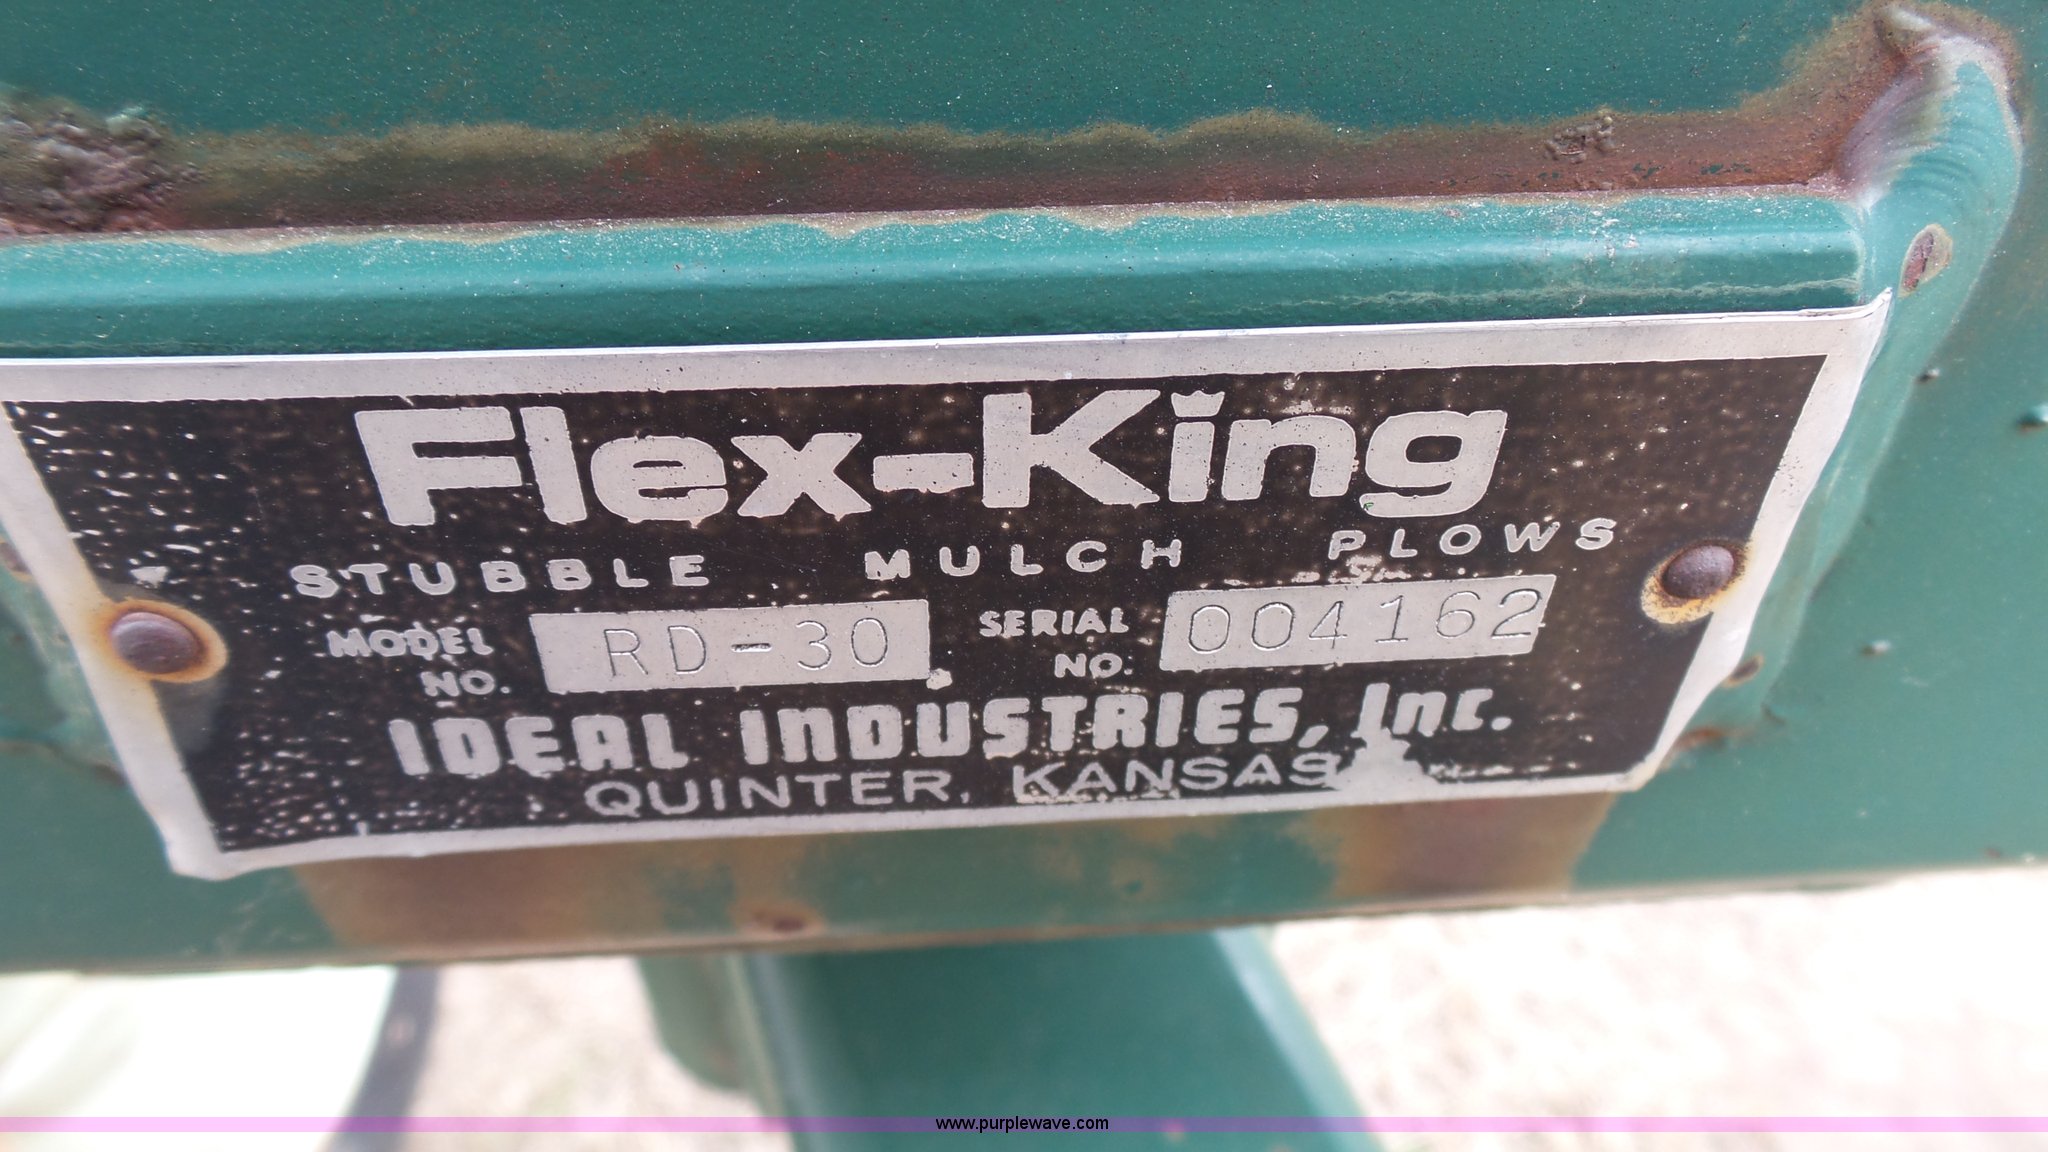 Flex-King
STUBBLE MULCH PLOWS
MODEL NO. RD-30 SERIAL NO. 004162
IDEAL INDUSTRIES, Inc.
QUINTER, KANSAS
www.purplewave.com